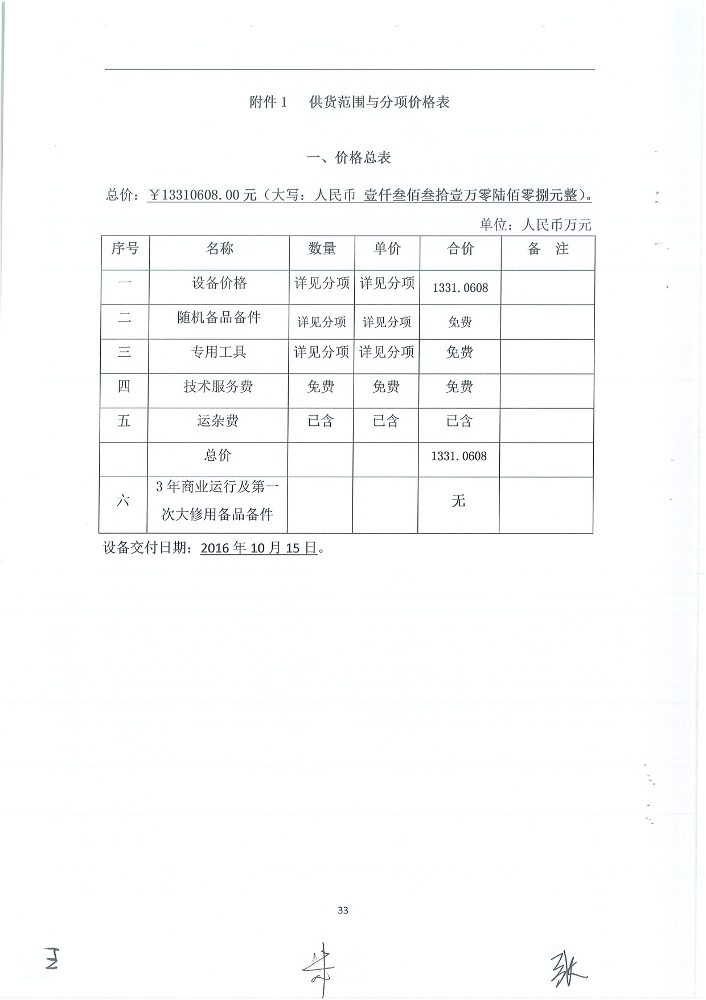 附件 1 供货范围与分项价格表
一、价格总表
总价：￥13310608.00 元（大写：人民币 壹仟叁佰叁拾壹万零陆佰零捌元整）。
单位：人民币万元
序号 名称 数量 单价 合价 备 注
一 设备价格 详见分项 详见分项 1331.0608
二 随机备品备件 详见分项 详见分项 免费
三 专用工具 详见分项 详见分项 免费
四 技术服务费 免费 免费 免费
五 运杂费 已含 已含 已含
总价 1331.0608
六 3 年商业运行及第一
次大修用备品备件 无
设备交付日期：2016 年 10 月 15 日。
33
王 张